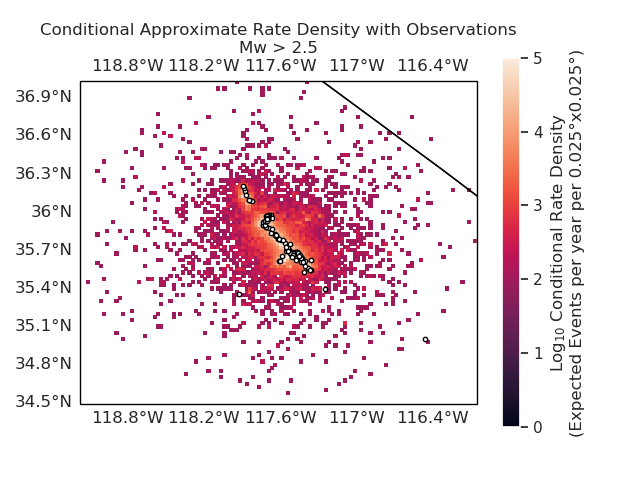 Conditional Approximate Rate Density with Observations
Mw > 2.5
118.8°W 118.2°W 117.6°W 117°W 116.4°W
36.9°N
36.6°N
36.3°N
36°N
35.7°N
35.4°N
35.1°N
34.8°N
34.5°N
118.8°W 118.2°W 117.6°W 117°W 116.4°W
5
4
3
2
1
0
Log₁₀ Conditional Rate Density
(Expected Events per year per 0.025°x0.025°)